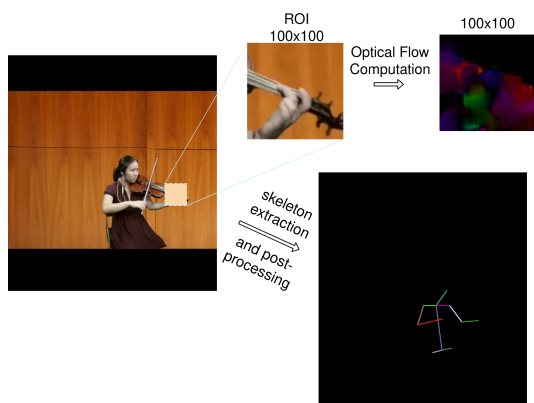 ROI
100x100
Optical Flow
Computation
100x100
skeleton
extraction
and post-
processing